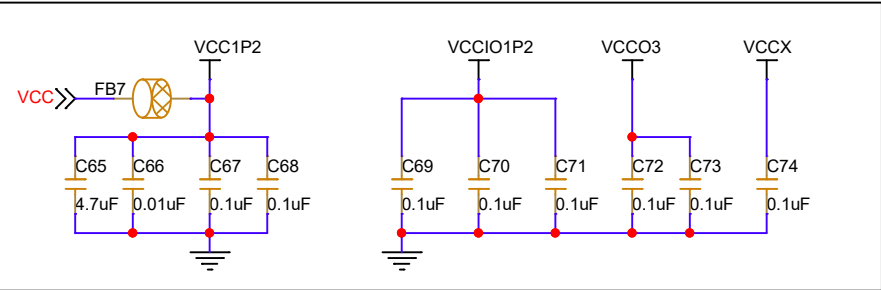 VCC1P2 VCCIO1P2 VCCO3 VCCX
VCC FB7
C65 C66 C67 C68 C69 C70 C71 C72 C73 C74
4.7uF 0.01uF 0.1uF 0.1uF 0.1uF 0.1uF 0.1uF 0.1uF 0.1uF 0.1uF